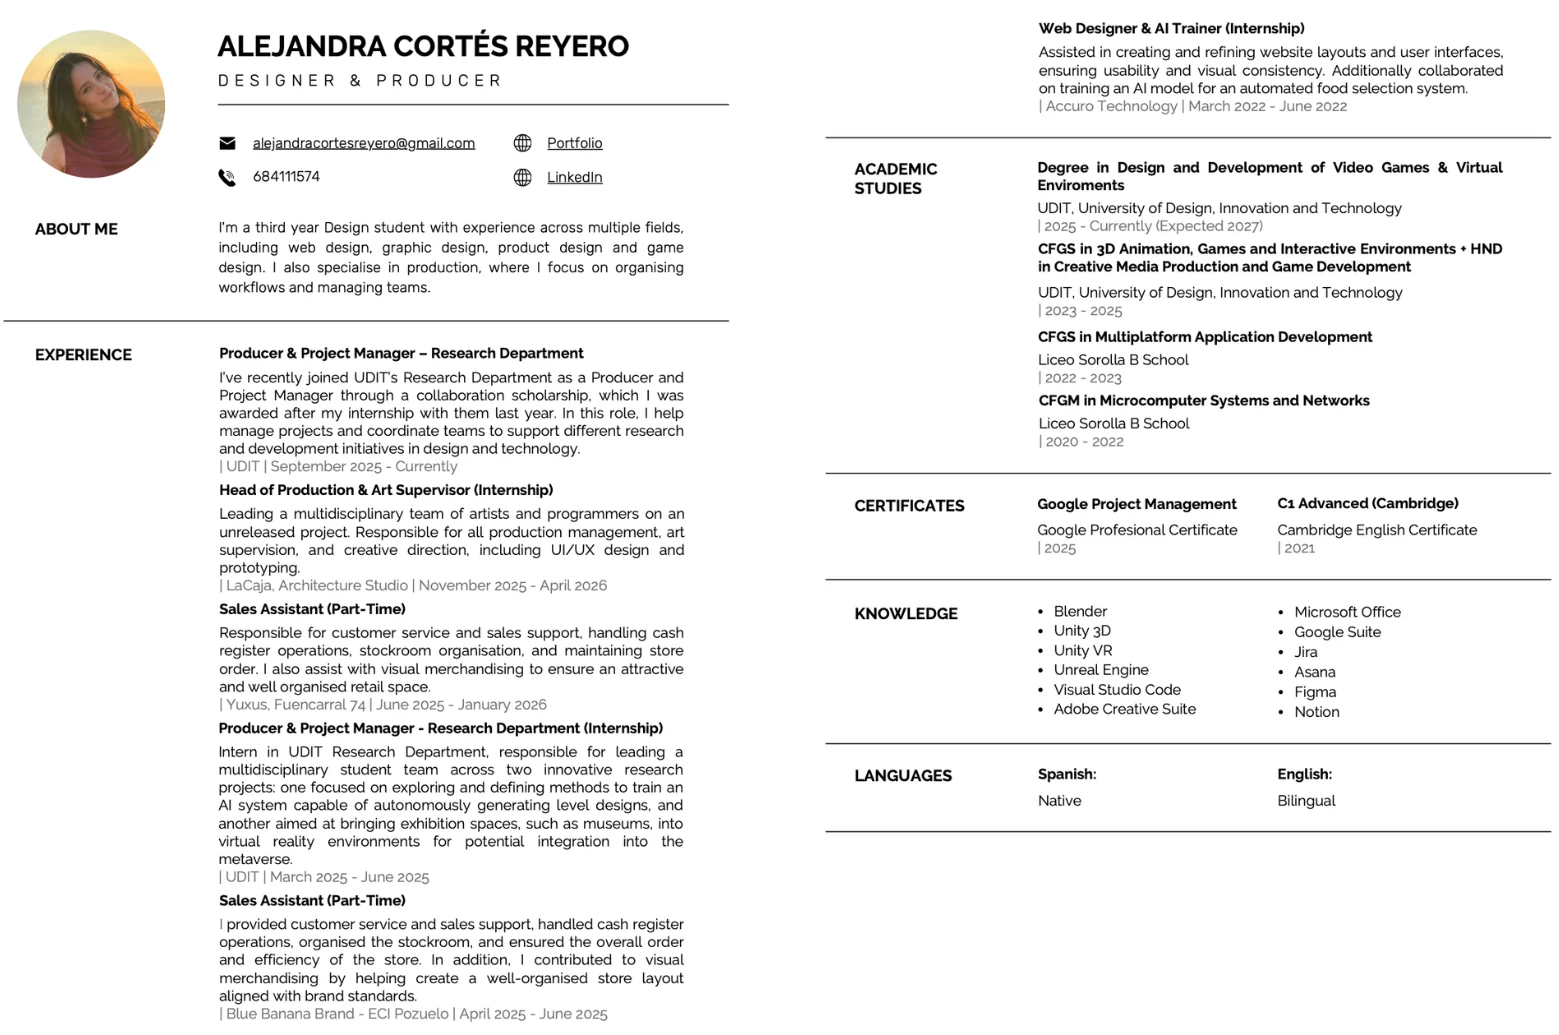 ALEJANDRA CORTÉS REYERO
DESIGNER & PRODUCER
alejandracortesreyero@gmail.com
Portfolio
684111574
LinkedIn
ABOUT ME
I'm a third year Design student with experience across multiple fields,
including web design, graphic design, product design and game
design. I also specialise in production, where I focus on organising
workflows and managing teams.
EXPERIENCE
Producer & Project Manager – Research Department
I've recently joined UDIT's Research Department as a Producer and
Project Manager through a collaboration scholarship, which I was
awarded after my internship with them last year. In this role, I help
manage projects and coordinate teams to support different research
and development initiatives in design and technology.
| UDIT | September 2025 - Currently
Head of Production & Art Supervisor (Internship)
Leading a multidisciplinary team of artists and programmers on an
unreleased project. Responsible for all production management, art
supervision, and creative direction, including UI/UX design and
prototyping.
| LaCaja, Architecture Studio | November 2025 - April 2026
Sales Assistant (Part-Time)
Responsible for customer service and sales support, handling cash
register operations, stockroom organisation, and maintaining store
order. I also assist with visual merchandising to ensure an attractive
and well organised retail space.
| Yuxus, Fuencarral 74 | June 2025 - January 2026
Producer & Project Manager - Research Department (Internship)
Intern in UDIT Research Department, responsible for leading a
multidisciplinary student team across two innovative research
projects: one focused on exploring and defining methods to train an
AI system capable of autonomously generating level designs, and
another aimed at bringing exhibition spaces, such as museums, into
virtual reality environments for potential integration into the
metaverse.
| UDIT | March 2025 - June 2025
Sales Assistant (Part-Time)
I provided customer service and sales support, handled cash register
operations, organised the stockroom, and ensured the overall order
and efficiency of the store. In addition, I contributed to visual
merchandising by helping create a well-organised store layout
aligned with brand standards.
| Blue Banana Brand - ECI Pozuelo | April 2025 - June 2025
Web Designer & AI Trainer (Internship)
Assisted in creating and refining website layouts and user interfaces,
ensuring usability and visual consistency. Additionally collaborated
on training an AI model for an automated food selection system.
| Accuro Technology | March 2022 - June 2022
ACADEMIC
STUDIES
Degree in Design and Development of Video Games & Virtual
Enviroments
UDIT, University of Design, Innovation and Technology
| 2025 - Currently (Expected 2027)
CFGS in 3D Animation, Games and Interactive Environments + HND
in Creative Media Production and Game Development
UDIT, University of Design, Innovation and Technology
| 2023 - 2025
CFGS in Multiplatform Application Development
Liceo Sorolla B School
| 2022 - 2023
CFGM in Microcomputer Systems and Networks
Liceo Sorolla B School
| 2020 - 2022
CERTIFICATES
Google Project Management
Google Profesional Certificate
| 2025
C1 Advanced (Cambridge)
Cambridge English Certificate
| 2021
KNOWLEDGE
• Blender
• Unity 3D
• Unity VR
• Unreal Engine
• Visual Studio Code
• Adobe Creative Suite
• Microsoft Office
• Google Suite
• Jira
• Asana
• Figma
• Notion
LANGUAGES
Spanish:
Native
English:
Bilingual